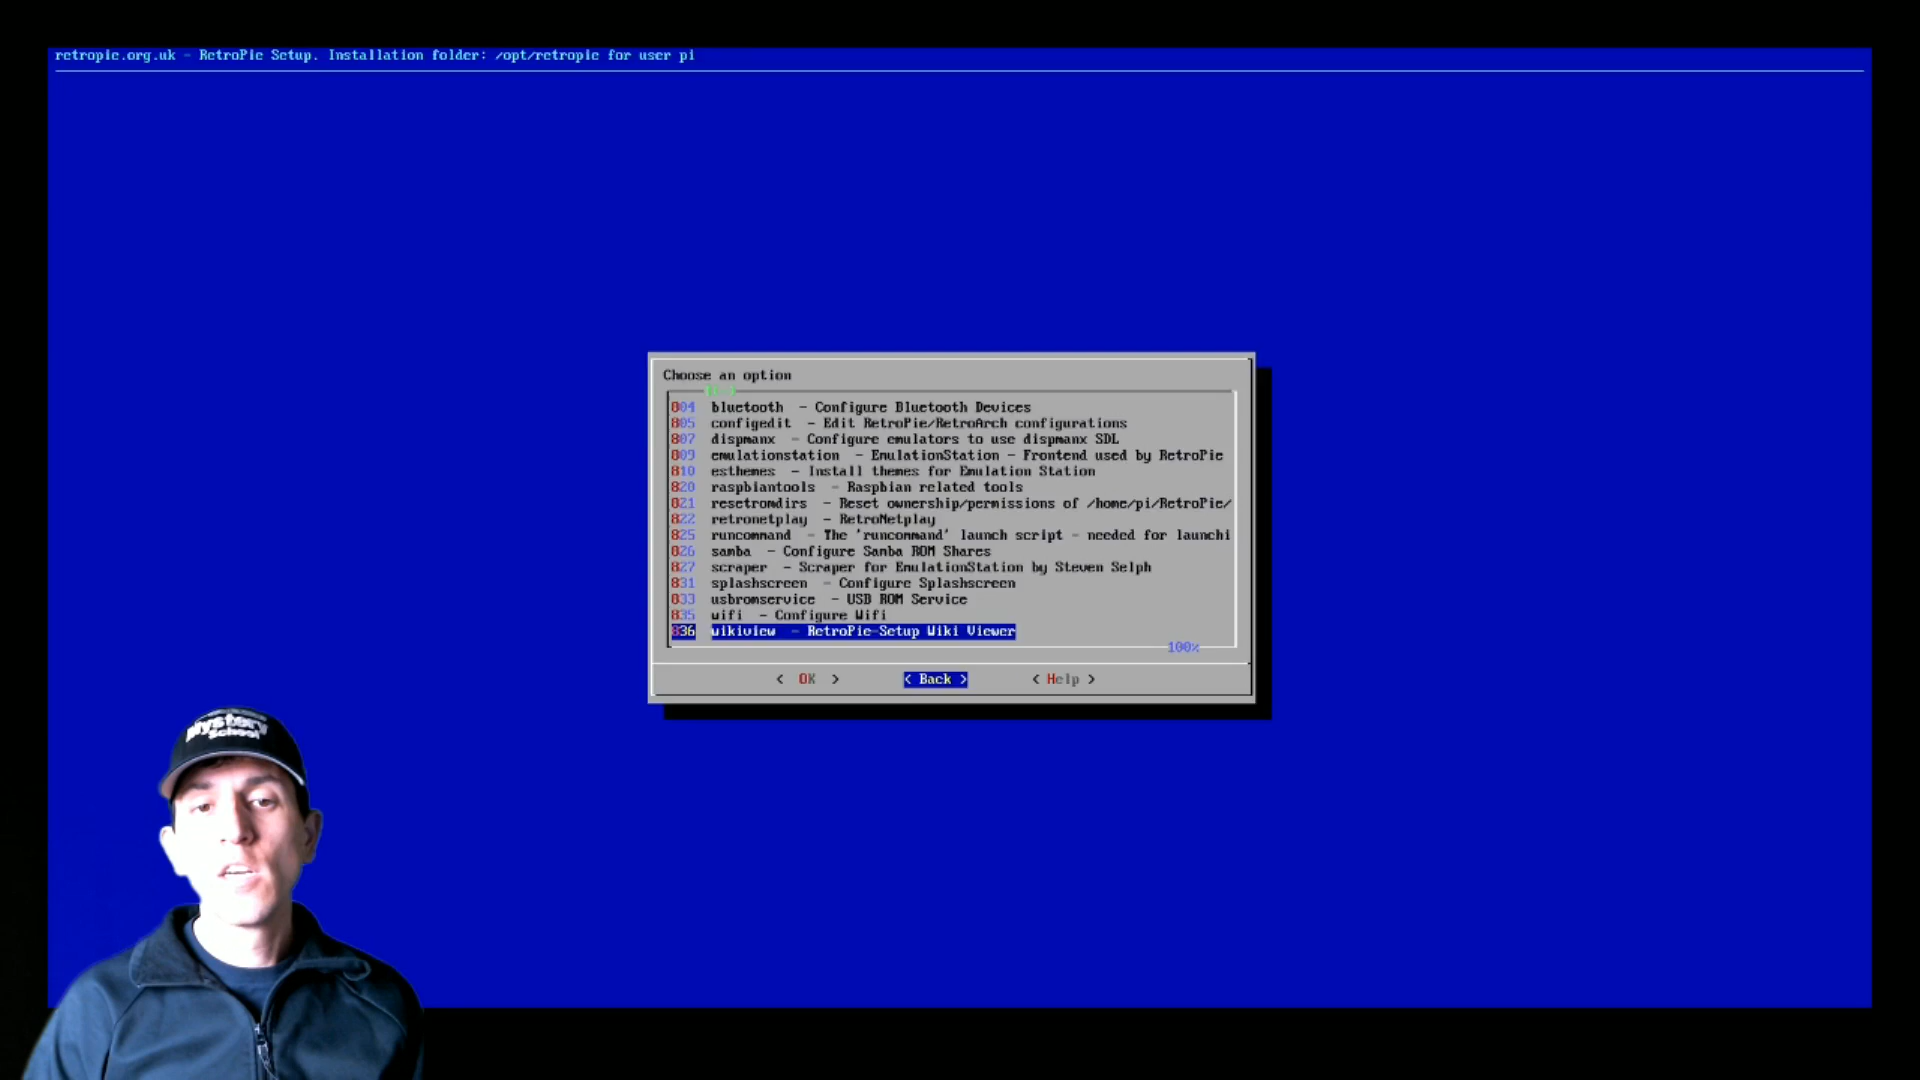 retropie.org.uk - RetroPie Setup. Installation folder: /opt/retropie for user pi
Choose an option
804 bluetooth - Configure Bluetooth Devices
805 configedit - Edit RetroPie/RetroArch configurations
807 dispmanx - Configure emulators to use dispmanx SDL
809 emulationstation - EmulationStation - Frontend used by RetroPie
810 esthemes - Install themes for Emulation Station
820 raspbiantools - Raspbian related tools
821 resetromdirs - Reset ownership/permissions of /home/pi/RetroPie/
822 retronetplay - RetroNetplay
825 runcommand - The 'runcommand' launch script - needed for launchi
826 samba - Configure Samba ROM Shares
827 scraper - Scraper for EmulationStation by Steven Selph
831 splashscreen - Configure Splashscreen
833 usbromservice - USB ROM Service
835 wifi - Configure Wifi
836 wikiview - RetroPie-Setup Wiki Viewer
100%
< OK > < Back > < Help >
Mystery
School